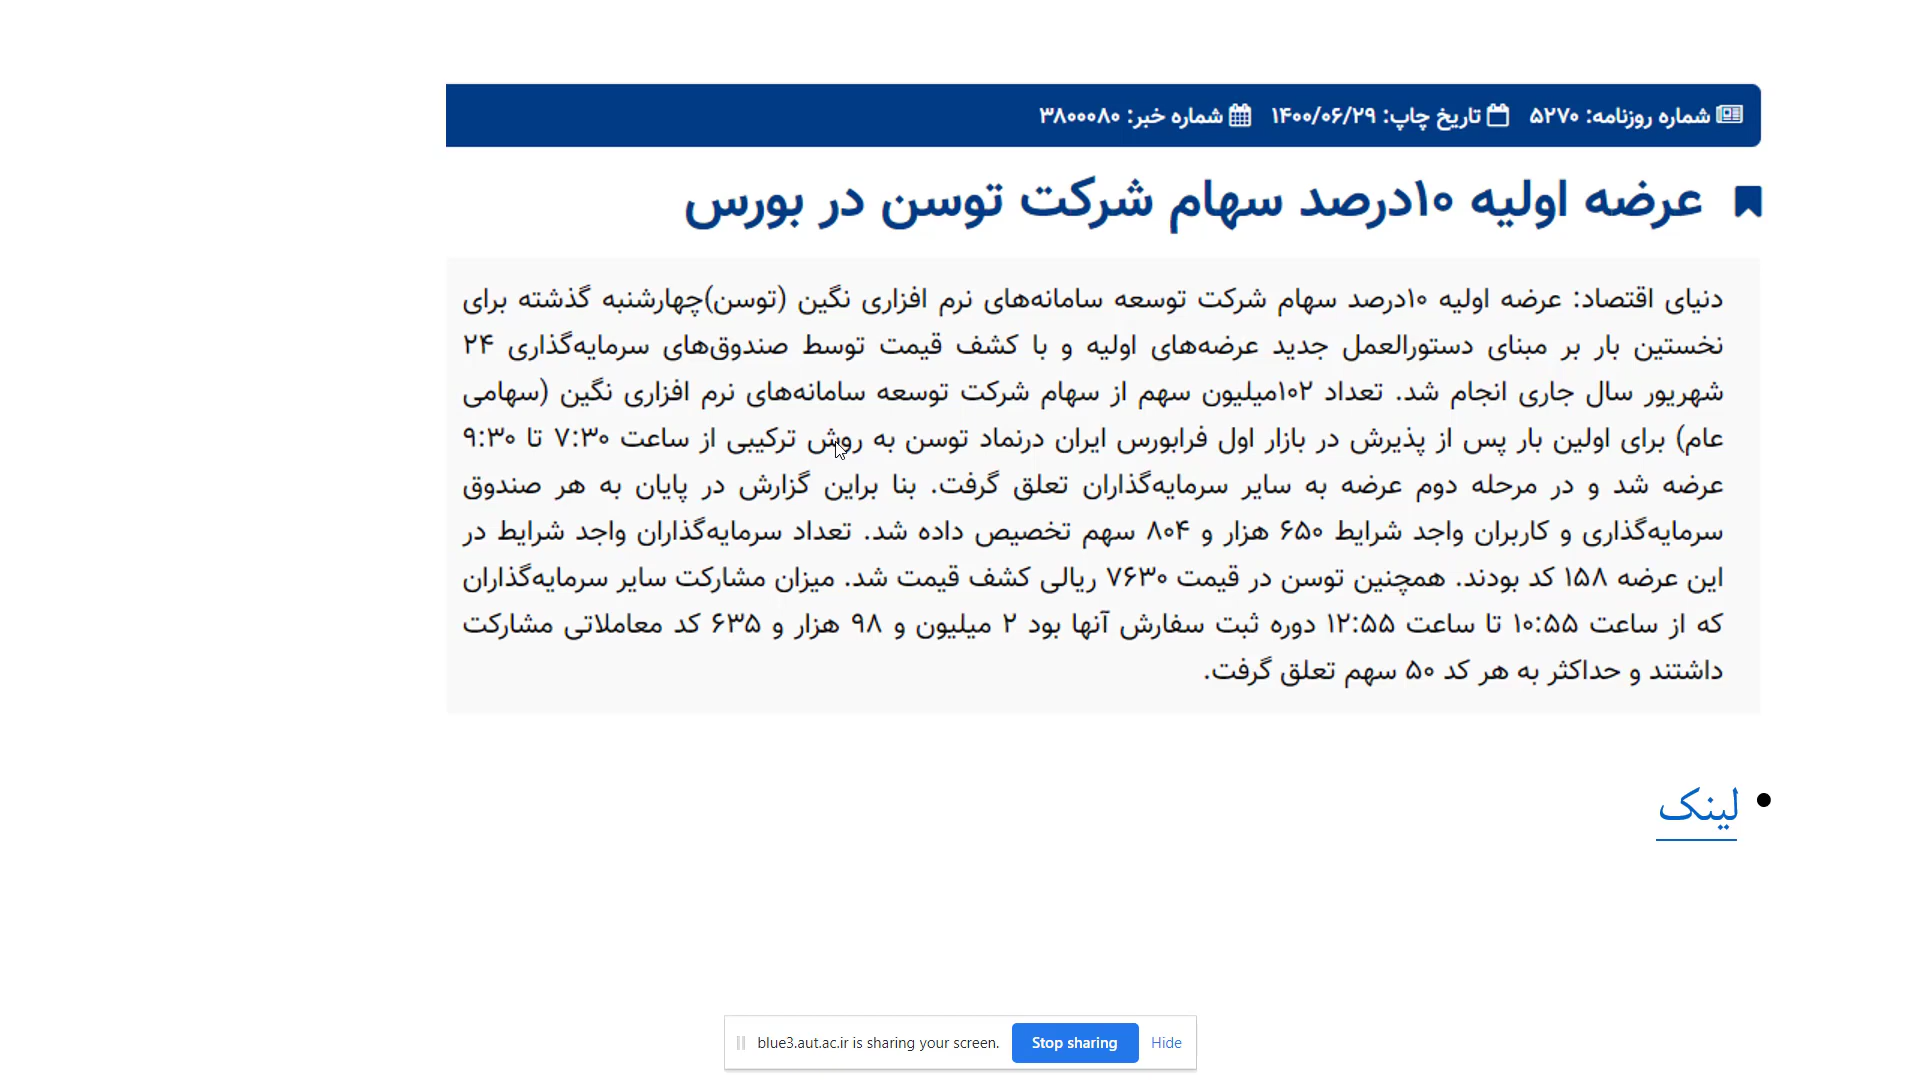 شماره روزنامه: ۵۲۷۰ تاریخ چاپ: ۱۴۰۰/۰۶/۲۹ شماره خبر: ۳۸۰۰۰۸۰
عرضه اولیه ۱۰درصد سهام شرکت توسن در بورس
دنیای اقتصاد: عرضه اولیه ۱۰درصد سهام شرکت توسعه سامانه‌های نرم افزاری نگین (توسن)چهارشنبه گذشته برای
نخستین بار بر مبنای دستورالعمل جدید عرضه‌های اولیه و با کشف قیمت توسط صندوق‌های سرمایه‌گذاری ۲۴
شهریور سال جاری انجام شد. تعداد ۱۰۲میلیون سهم از سهام شرکت توسعه سامانه‌های نرم افزاری نگین (سهامی
عام) برای اولین بار پس از پذیرش در بازار اول فرابورس ایران درنماد توسن به روش ترکیبی از ساعت ۷:۳۰ تا ۹:۳۰
عرضه شد و در مرحله دوم عرضه به سایر سرمایه‌گذاران تعلق گرفت. بنا براین گزارش در پایان به هر صندوق
سرمایه‌گذاری و کاربران واجد شرایط ۶۵۰ هزار و ۸۰۴ سهم تخصیص داده شد. تعداد سرمایه‌گذاران واجد شرایط در
این عرضه ۱۵۸ کد بودند. همچنین توسن در قیمت ۷۶۳۰ ریالی کشف قیمت شد. میزان مشارکت سایر سرمایه‌گذاران
که از ساعت ۱۰:۵۵ تا ساعت ۱۲:۵۵ دوره ثبت سفارش آنها بود ۲ میلیون و ۹۸ هزار و ۶۳۵ کد معاملاتی مشارکت
داشتند و حداکثر به هر کد ۵۰ سهم تعلق گرفت.
• لینک
blue3.aut.ac.ir is sharing your screen. Stop sharing Hide